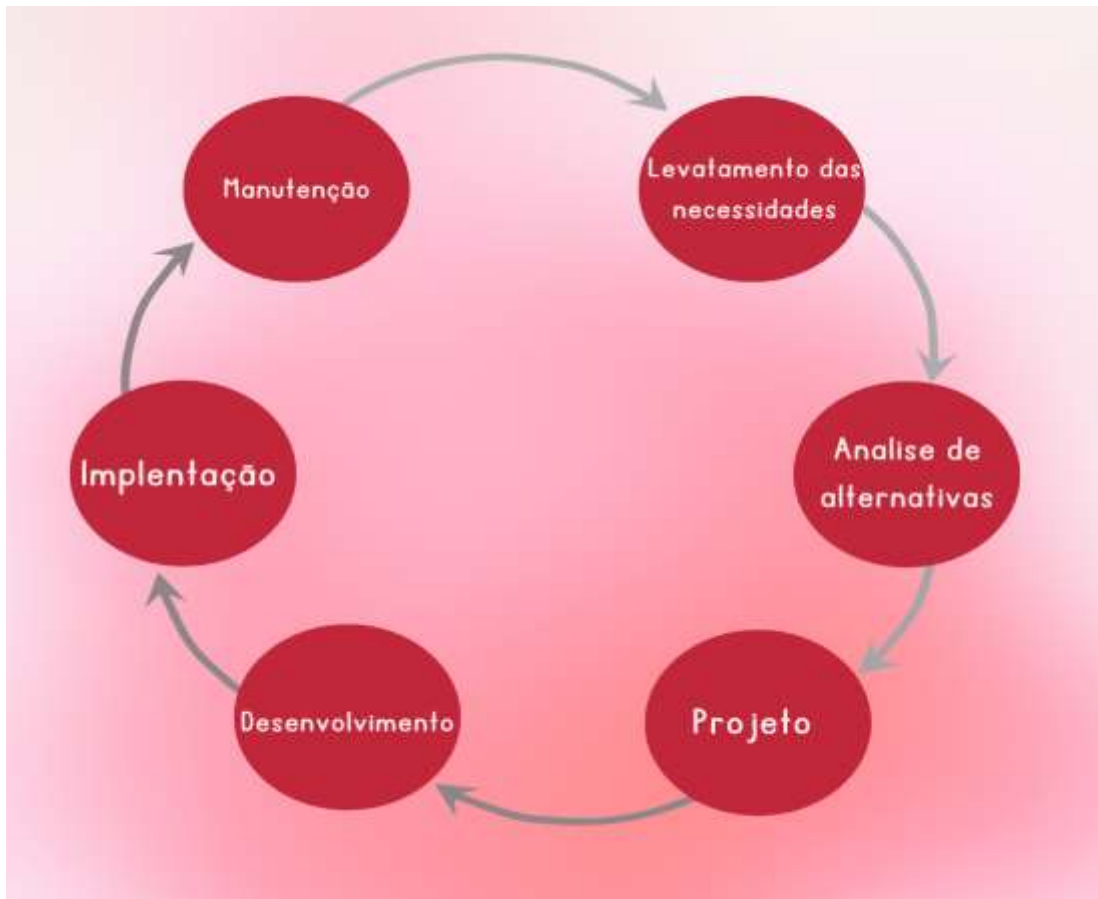 Manutenção
Levatamento das
necessidades
Implentação
Analise de
alternativas
Desenvolvimento
Projeto